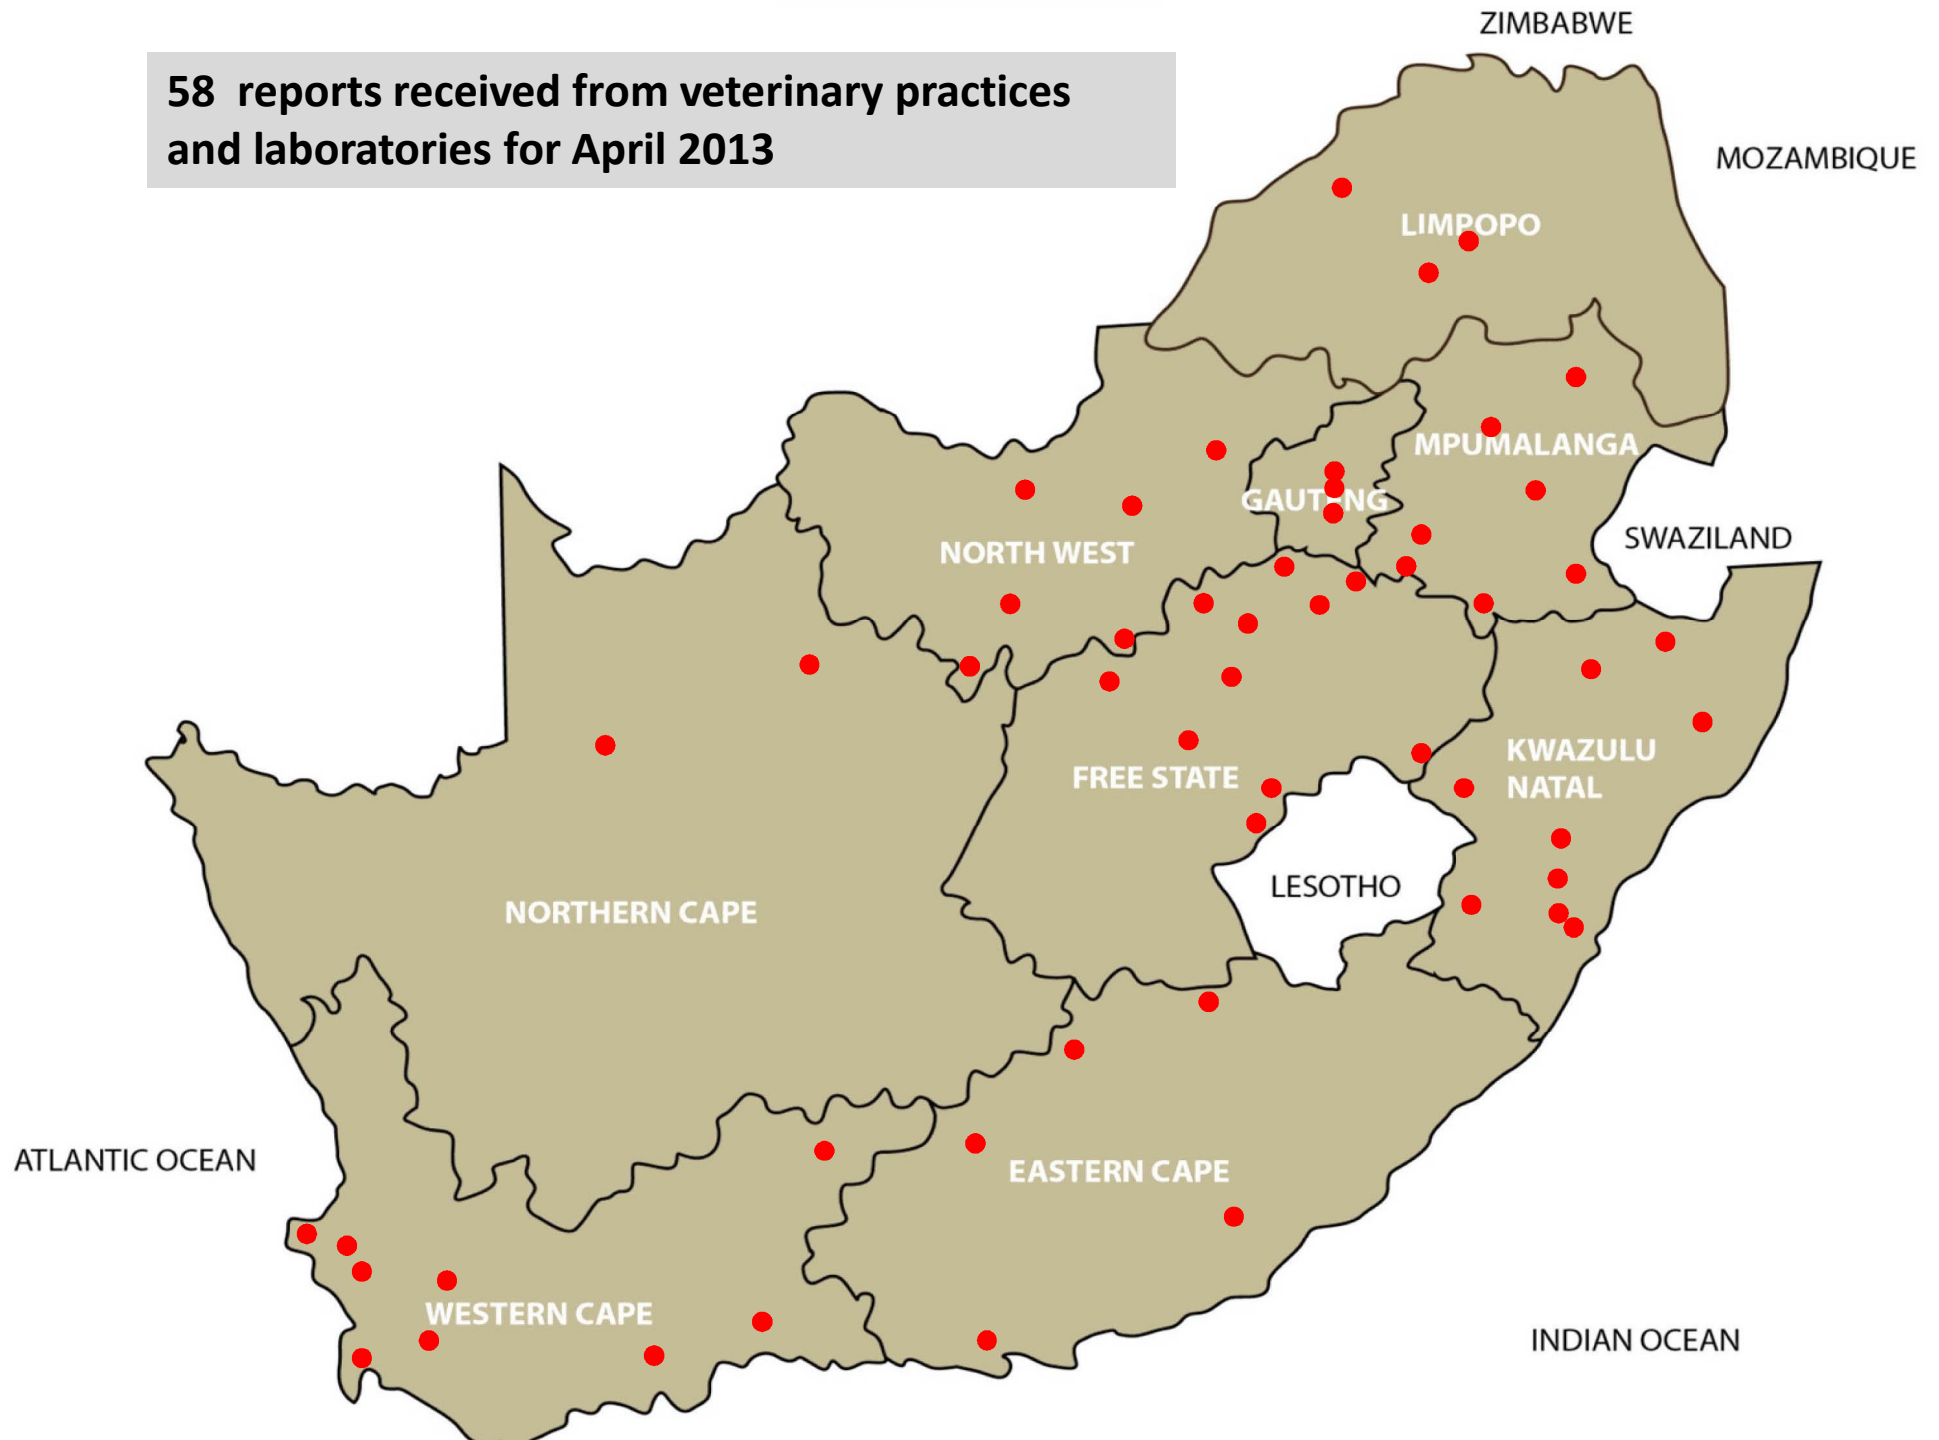 ZIMBABWE
58 reports received from veterinary practices
and laboratories for April 2013
MOZAMBIQUE
LIMPOPO
MPUMALANGA
GAUTENG
SWAZILAND
NORTH WEST
KWAZULU
NATAL
FREE STATE
LESOTHO
NORTHERN CAPE
ATLANTIC OCEAN
EASTERN CAPE
WESTERN CAPE
INDIAN OCEAN